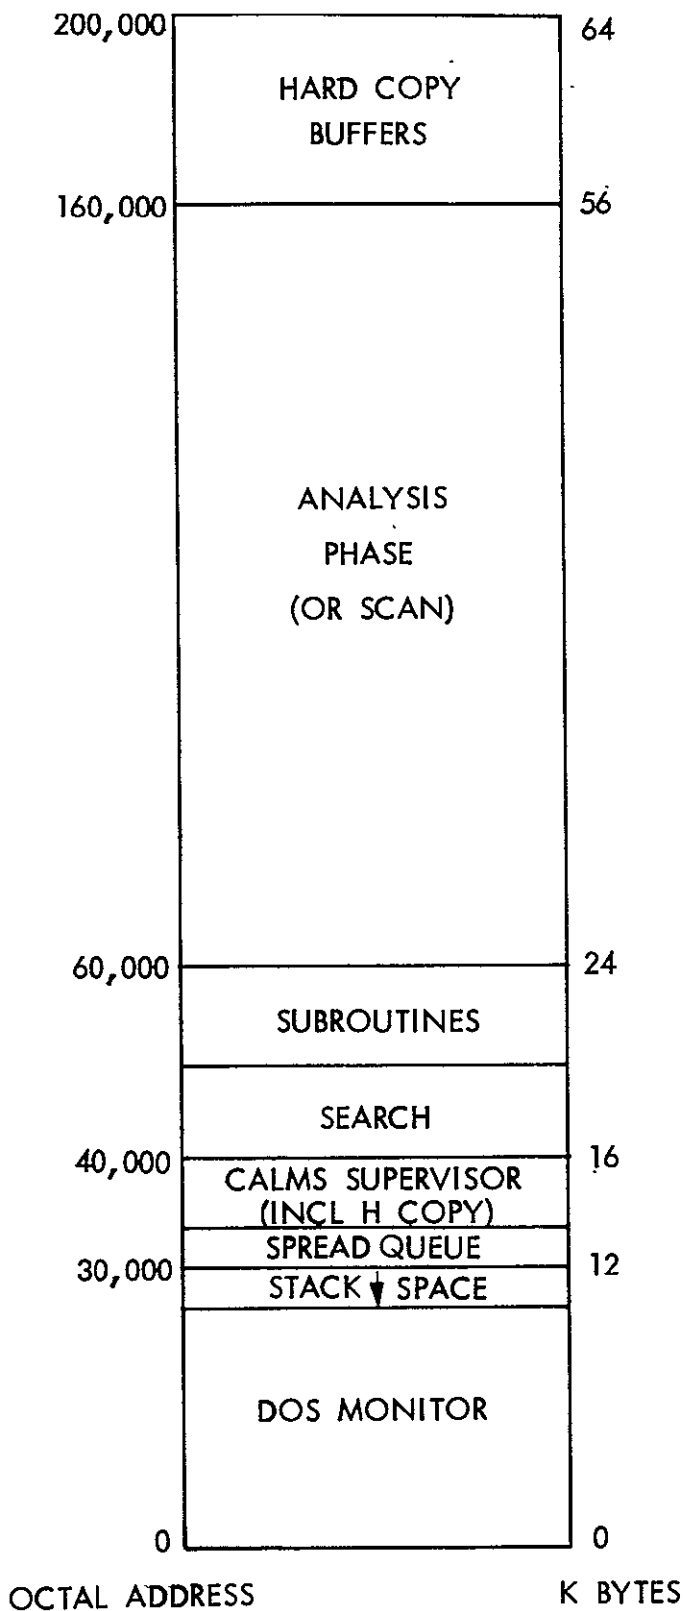 200,000 64
HARD COPY
BUFFERS
160,000 56
ANALYSIS
PHASE
(OR SCAN)
60,000 24
SUBROUTINES
SEARCH
40,000 16
CALMS SUPERVISOR
(INCL H COPY)
SPREAD QUEUE
30,000 12
STACK SPACE
DOS MONITOR
0 0
OCTAL ADDRESS K BYTES